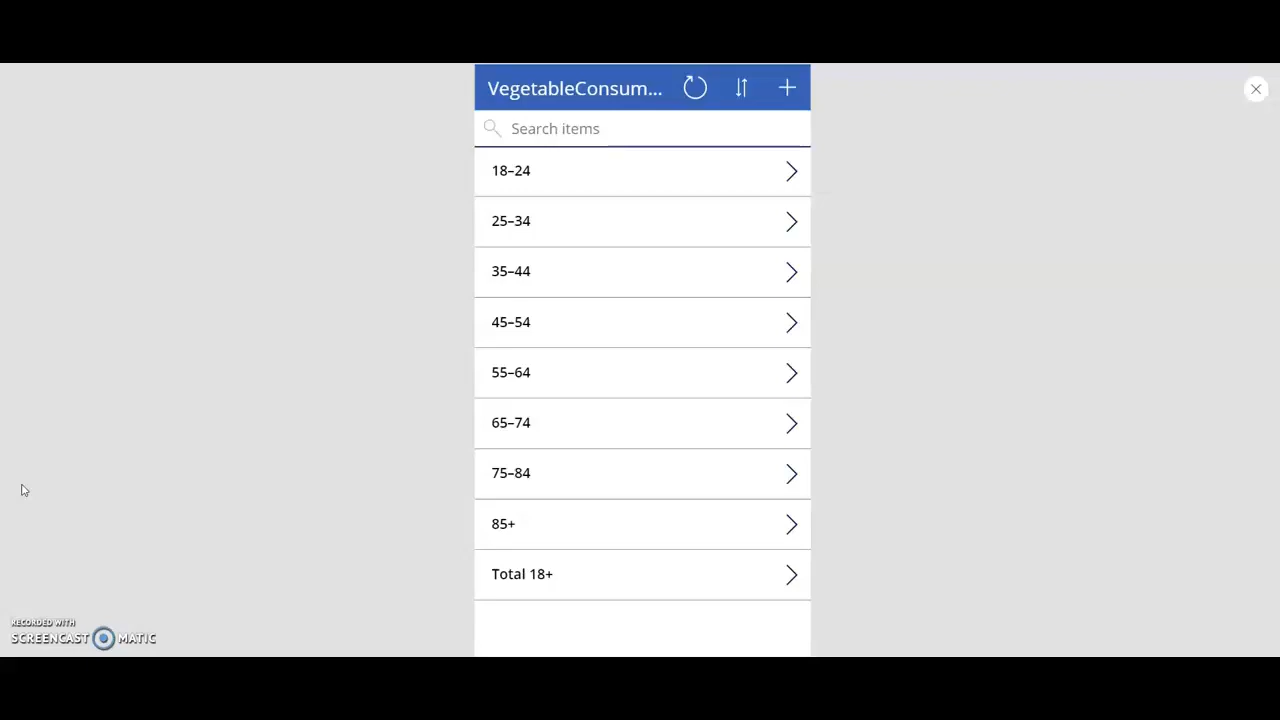 VegetableConsum...
Search items
18–24
25–34
35–44
45–54
55–64
65–74
75–84
85+
Total 18+
RECORDED WITH
SCREENCAST MATIC